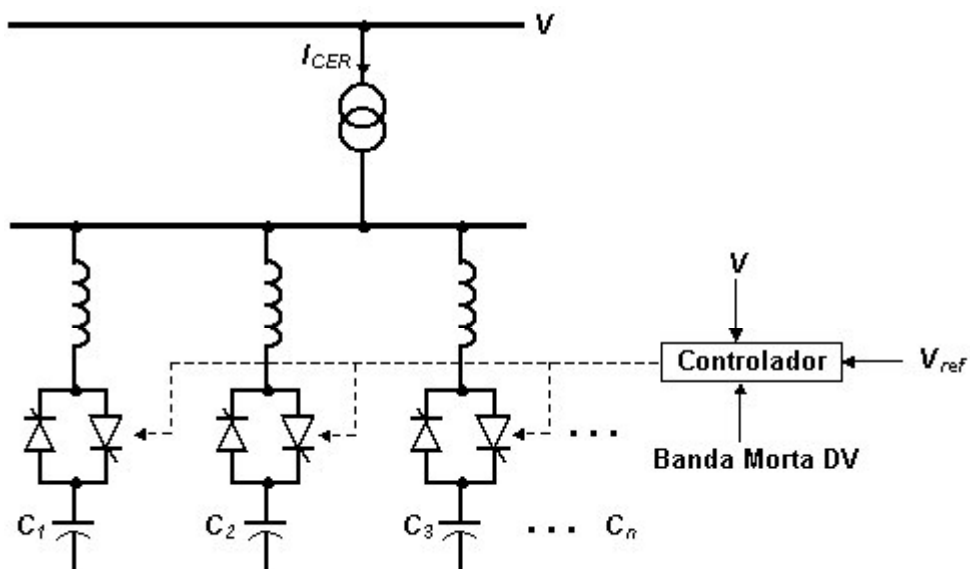 V
I_CER
V
Controlador
V_ref
Banda Morta DV
C_1
C_2
C_3
. . .
. . .
C_n